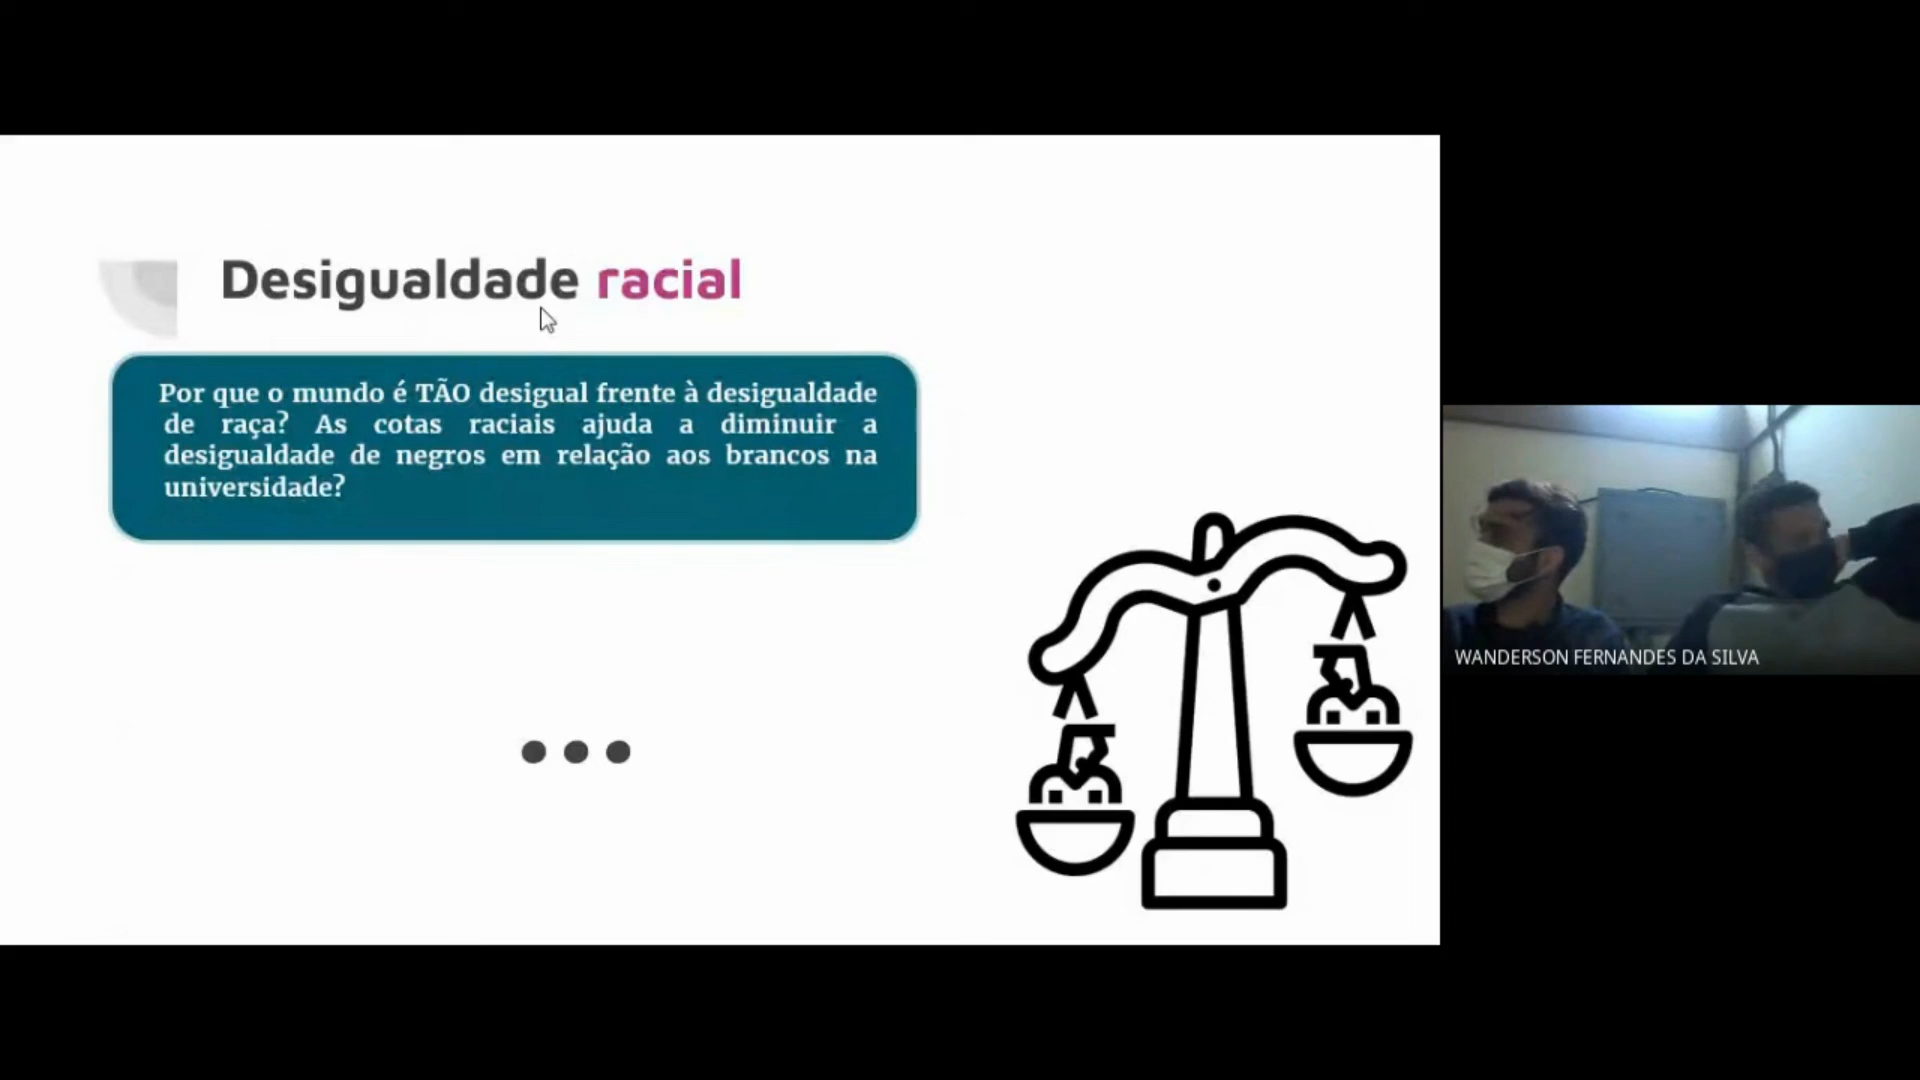 Desigualdade racial
Por que o mundo é TÃO desigual frente à desigualdade
de raça? As cotas raciais ajuda a diminuir a
desigualdade de negros em relação aos brancos na
universidade?
WANDERSON FERNANDES DA SILVA